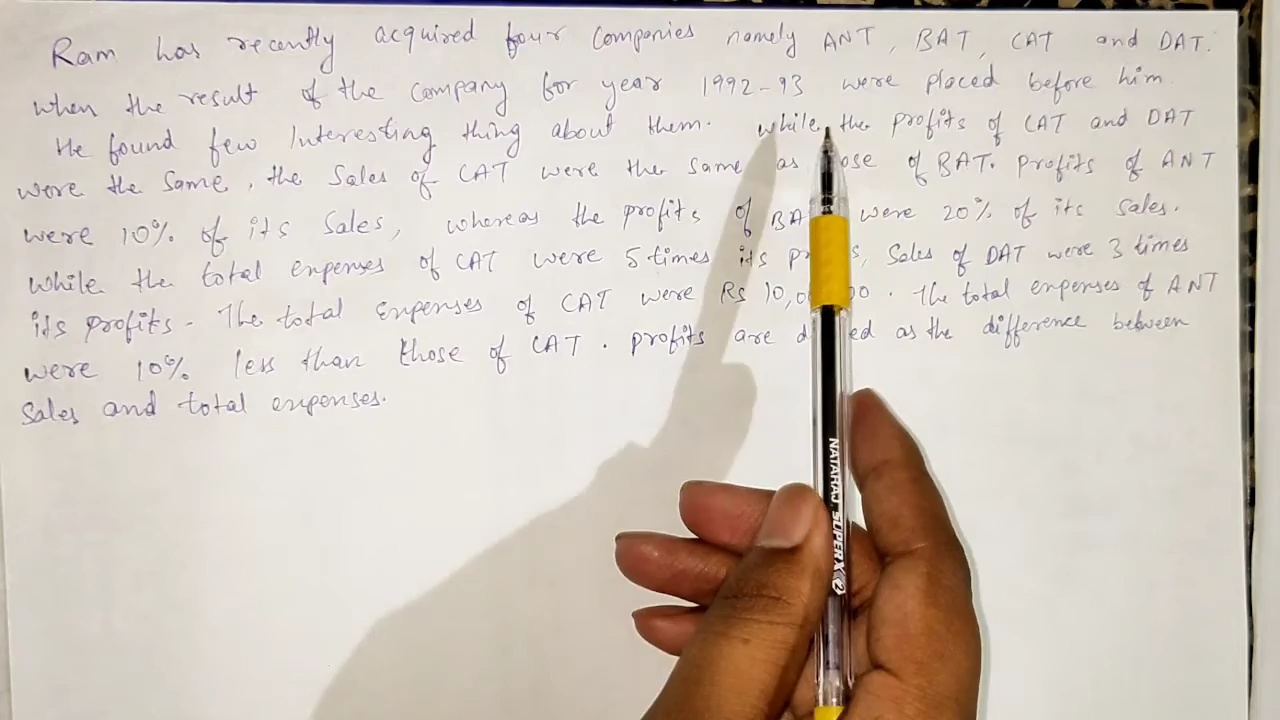 Ram has recently acquired four Companies namely ANT, BAT, CAT and DAT.
when the result of the company for year 1992-93 were placed before him.
He found few Interesting thing about them. while the profits of CAT and DAT
were the same, the sales of CAT were the same as of BAT. Profits of ANT
were 10% of its sales, whereas the profits of were 20% of its sales.
while the total expenses of CAT were 5 times its Sales of DAT were 3 times
its profits. The total expenses of CAT were Rs The total expenses of ANT
were 10% less than those of CAT. profits are as the difference between
Sales and total expenses.
NATARAJ SUPERX 2